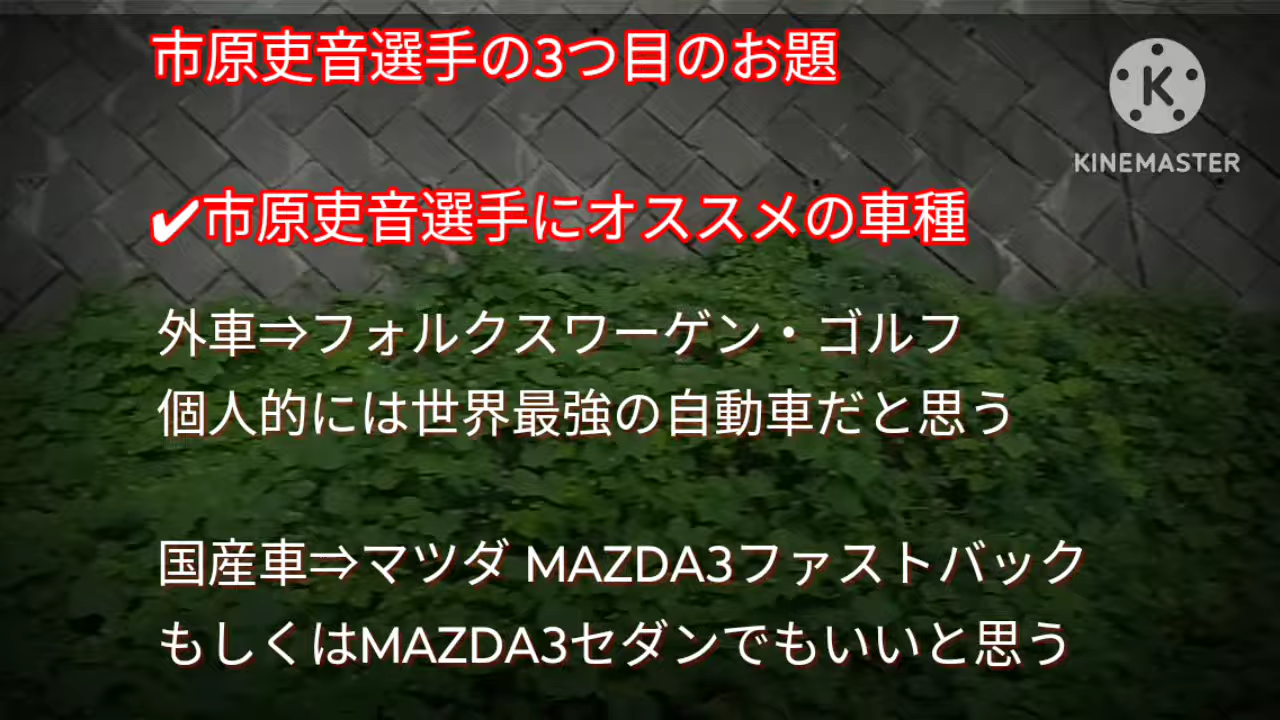 市原吏音選手の3つ目のお題
KINEMASTER
✔市原吏音選手にオススメの車種
外車⇒フォルクスワーゲン・ゴルフ
個人的には世界最強の自動車だと思う
国産車⇒マツダ MAZDA3ファストバック
もしくはMAZDA3セダンでもいいと思う